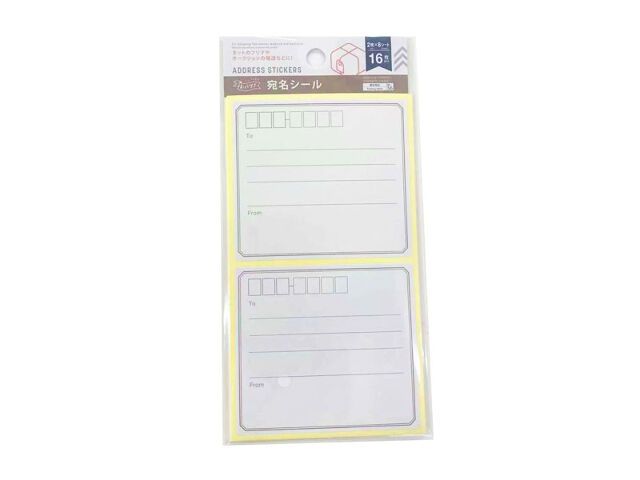 ネットのフリマや
オークションの発送などに!
ADDRESS STICKERS
宛名シール
2枚×8シート
16枚
To
From
To
From